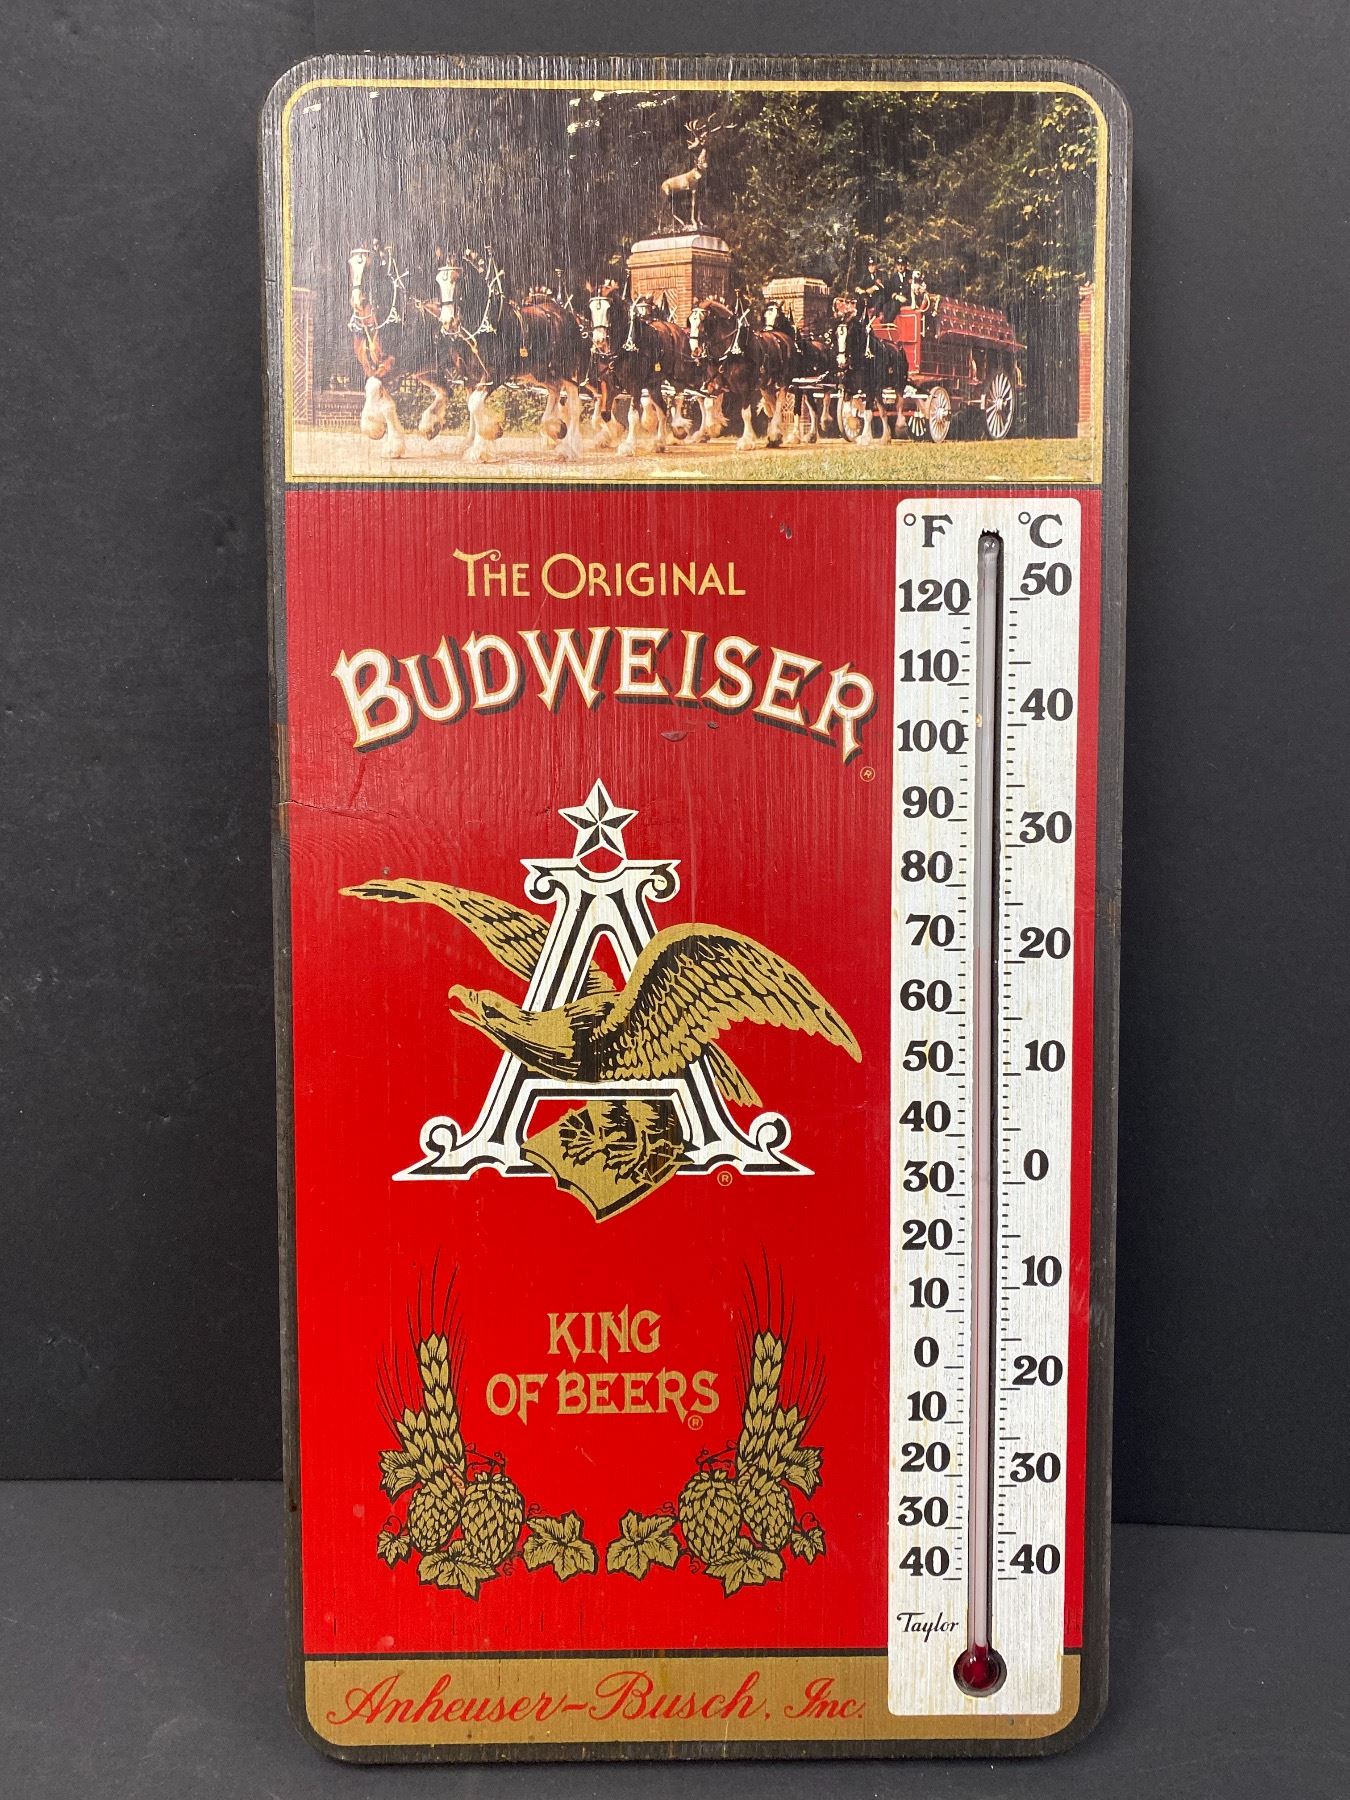 THE ORIGINAL
BUDWEISER®
A
®
KING
OF BEERS®
Anheuser-Busch, Inc.
°F °C
120 50
110
40
100
90
30
80
70 20
60
50 10
40
30 0
20
10 10
0
20
10
20 30
30
40 40
Taylor